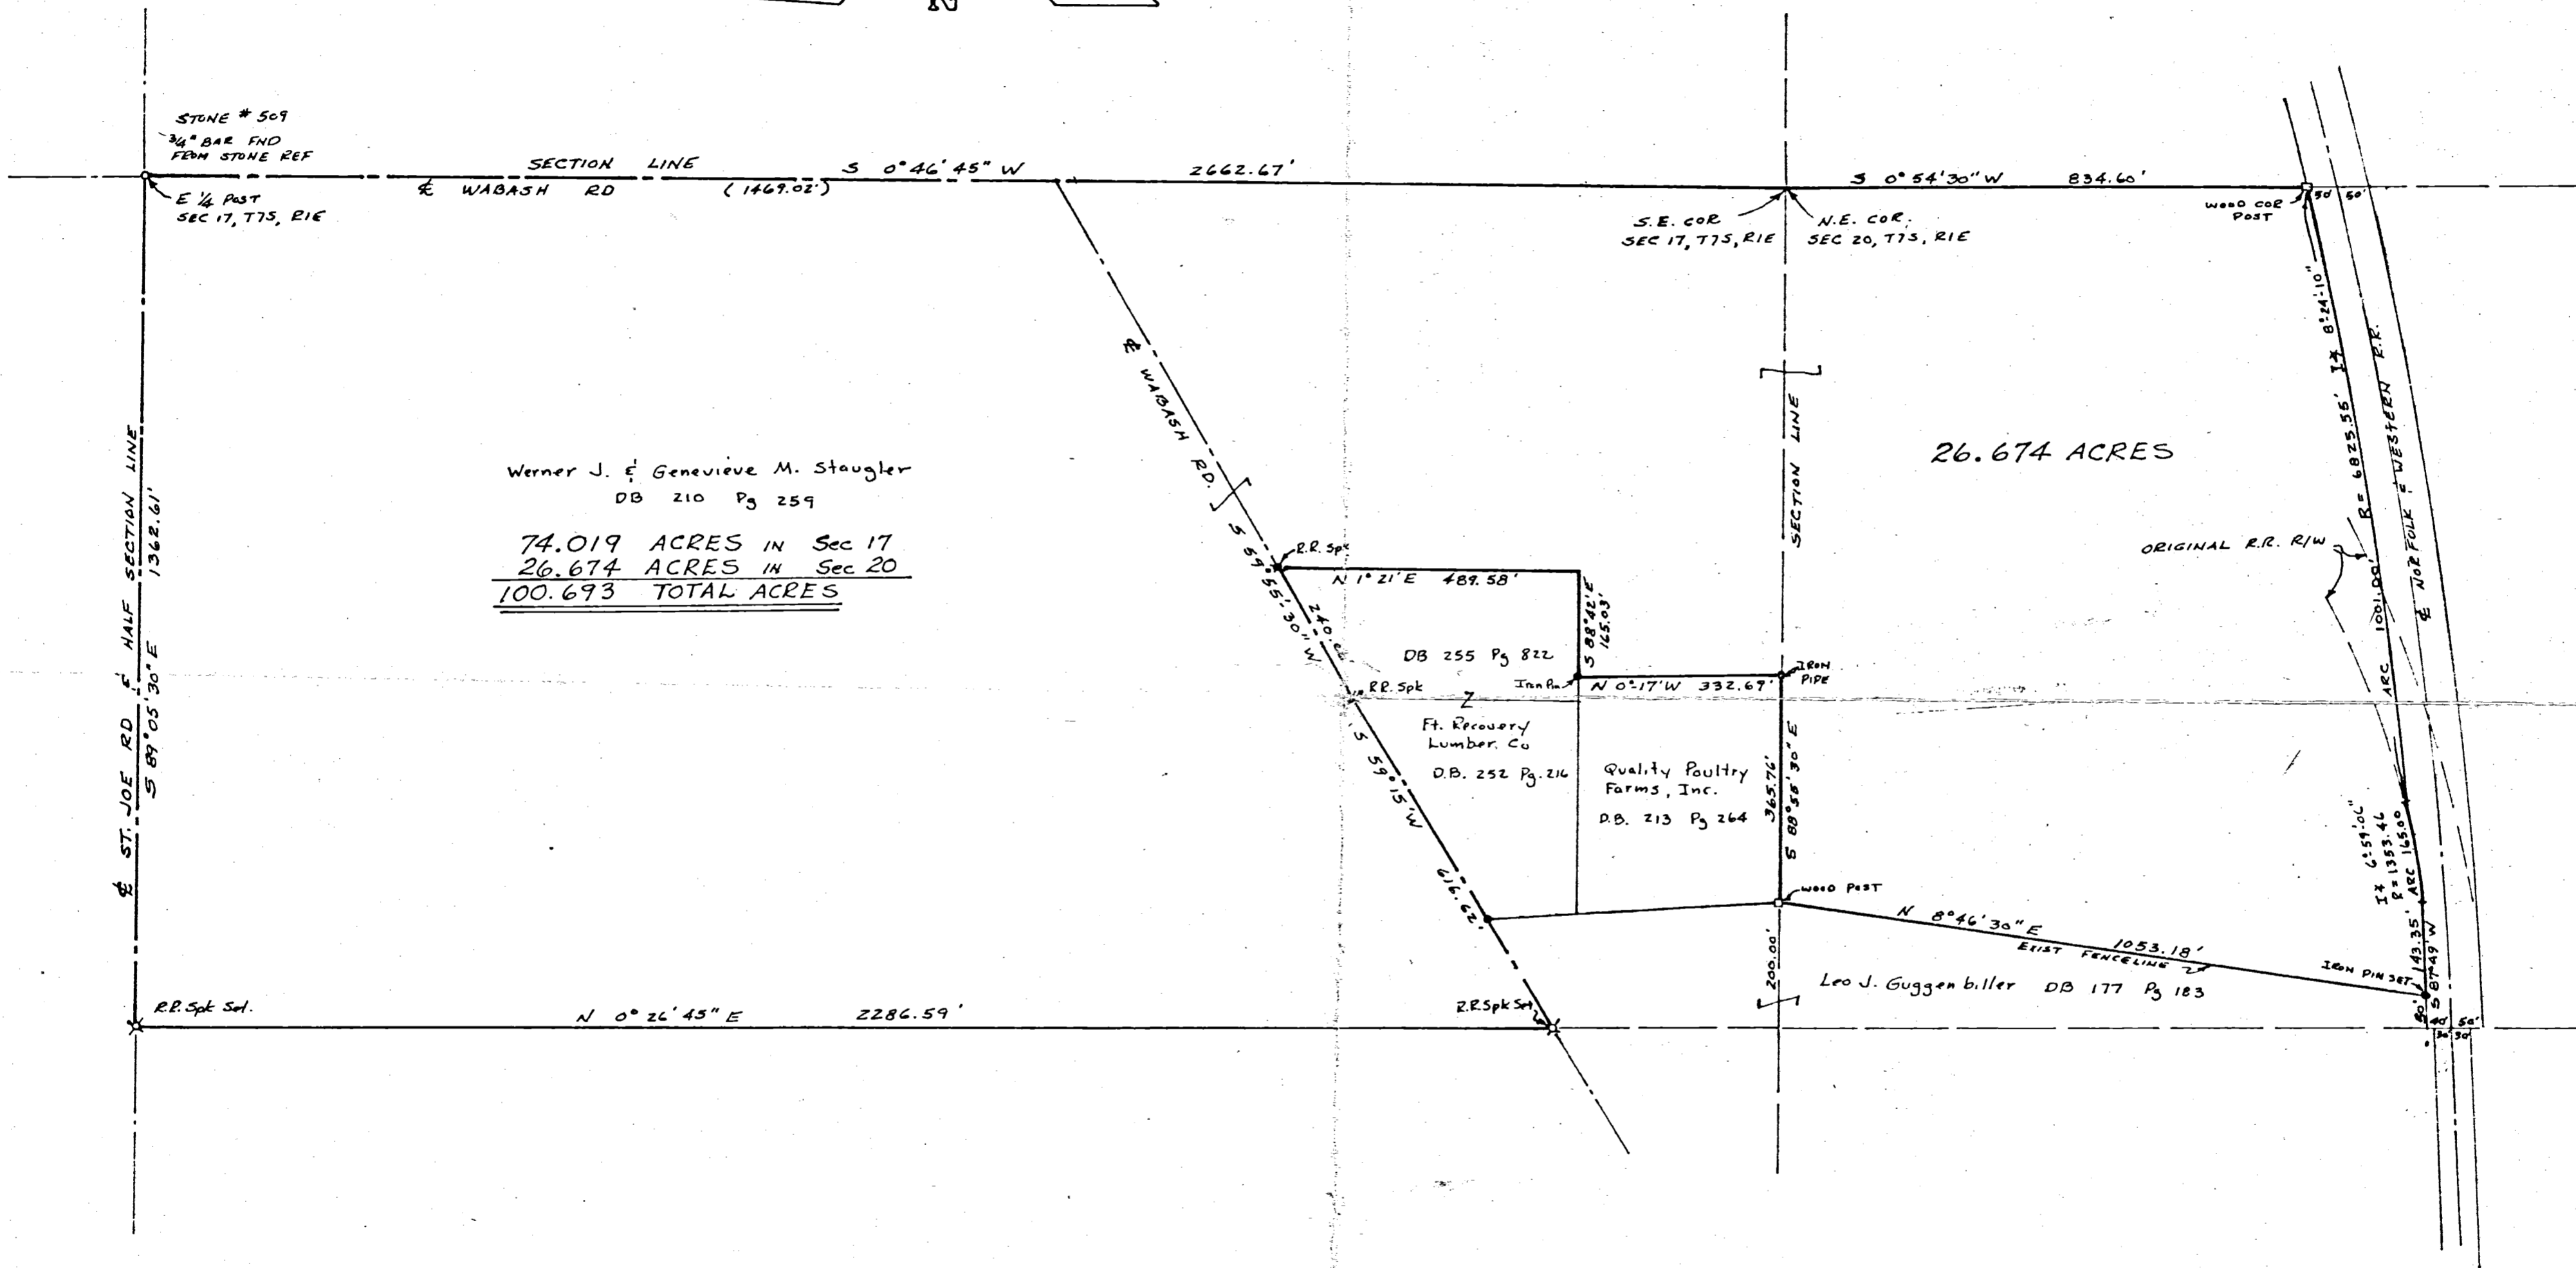 N
STONE # 509
3/4" BAR FND
FROM STONE REF
E 1/4 POST
SEC 17, T7S, R1E
SECTION LINE
S 0° 46' 45" W
2662.67'
℄ WABASH RD (1469.02')
S.E. COR
SEC 17, T7S, R1E
N.E. COR.
SEC 20, T7S, R1E
S 0° 54' 30" W 834.60'
WOOD COR
POST
50' 50'
℄ ST. JOE RD & HALF SECTION LINE
S 89° 05' 30" E 1362.61'
Werner J. & Genevieve M. Staugler
DB 210 Pg 259
74.019 ACRES IN Sec 17
26.674 ACRES IN Sec 20
100.693 TOTAL ACRES
℄ WABASH RD.
S 59° 55' 30" W
R.R. Spk
N 1° 21' E 489.58'
S 88° 42' E
165.03'
DB 255 Pg 822
R.R. Spk
Iron Pin
N 0°-17' W 332.67'
IRON
PIPE
Ft. Recovery
Lumber. Co
D.B. 252 Pg. 216
Quality Poultry
Farms, Inc.
D.B. 213 Pg 264
365.76'
S 88° 58' 30" E
SECTION LINE
26.674 ACRES
I∡ 8°-24'-10"
R = 6825.55'
ARC 1001.00'
℄ NORFOLK & WESTERN R.R.
ORIGINAL R.R. R/W
S 59° 15' W
616.62'
WOOD POST
200.00'
N 8° 46' 30" E 1053.18'
EXIST FENCELINE
Leo J. Guggenbiller DB 177 Pg 183
I∡ 6°-59'-06"
R = 1353.46
ARC 165.00
143.35'
S 87°49' W
IRON PIN SET
50'
40' 50'
30' 30'
R.R. Spk Set.
N 0° 26' 45" E 2286.59'
R.R Spk Set